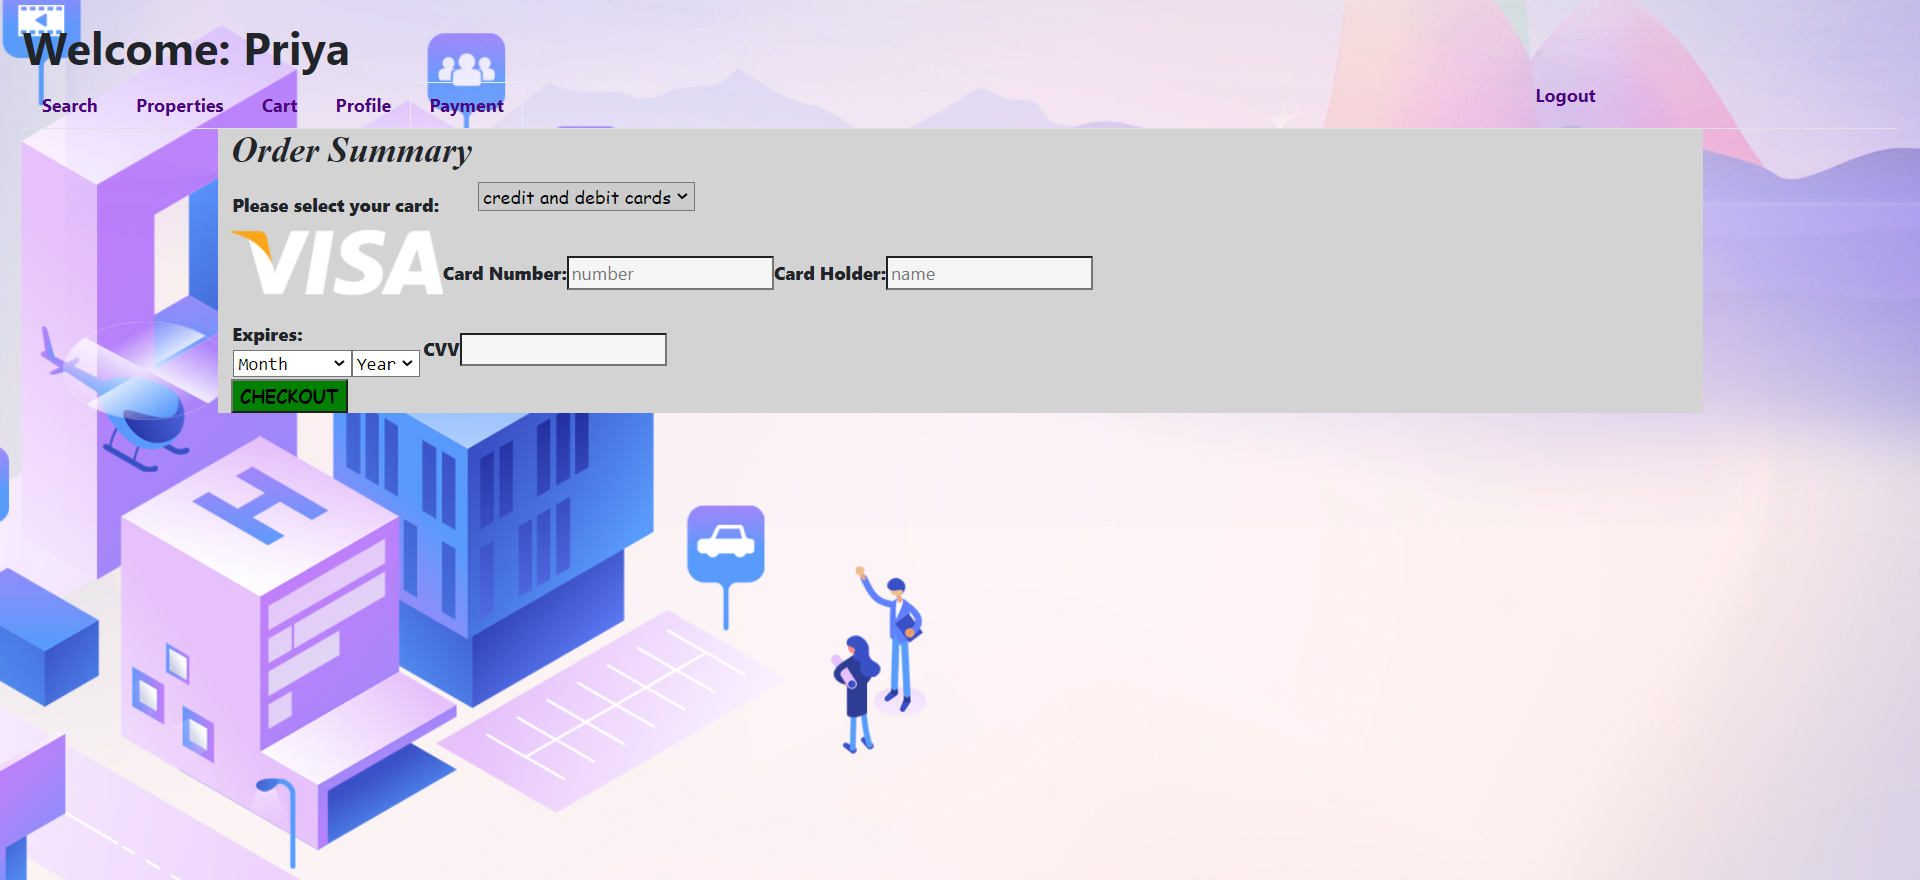 Welcome: Priya
Search Properties Cart Profile Payment Logout
Order Summary
Please select your card: credit and debit cards
VISA Card Number: number Card Holder: name
Expires:
Month Year CVV
CHECKOUT
H